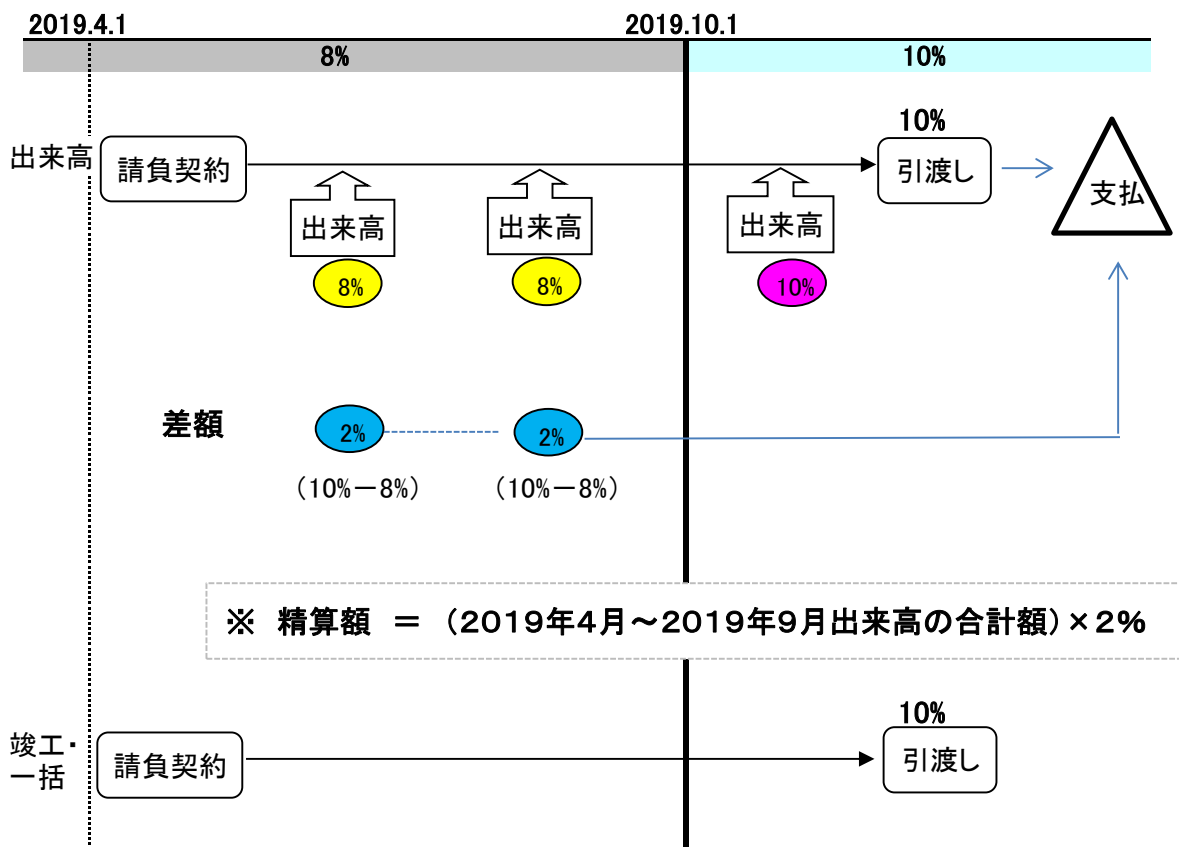 2019.4.1
2019.10.1
8%
10%
10%
出来高
請負契約
引渡し
支払
出来高
出来高
出来高
8%
8%
10%
差額
2%
2%
（10%－8%）
（10%－8%）
※ 精算額 ＝ （２０１９年４月～２０１９年９月出来高の合計額）×２％
10%
竣工・
一括
請負契約
引渡し